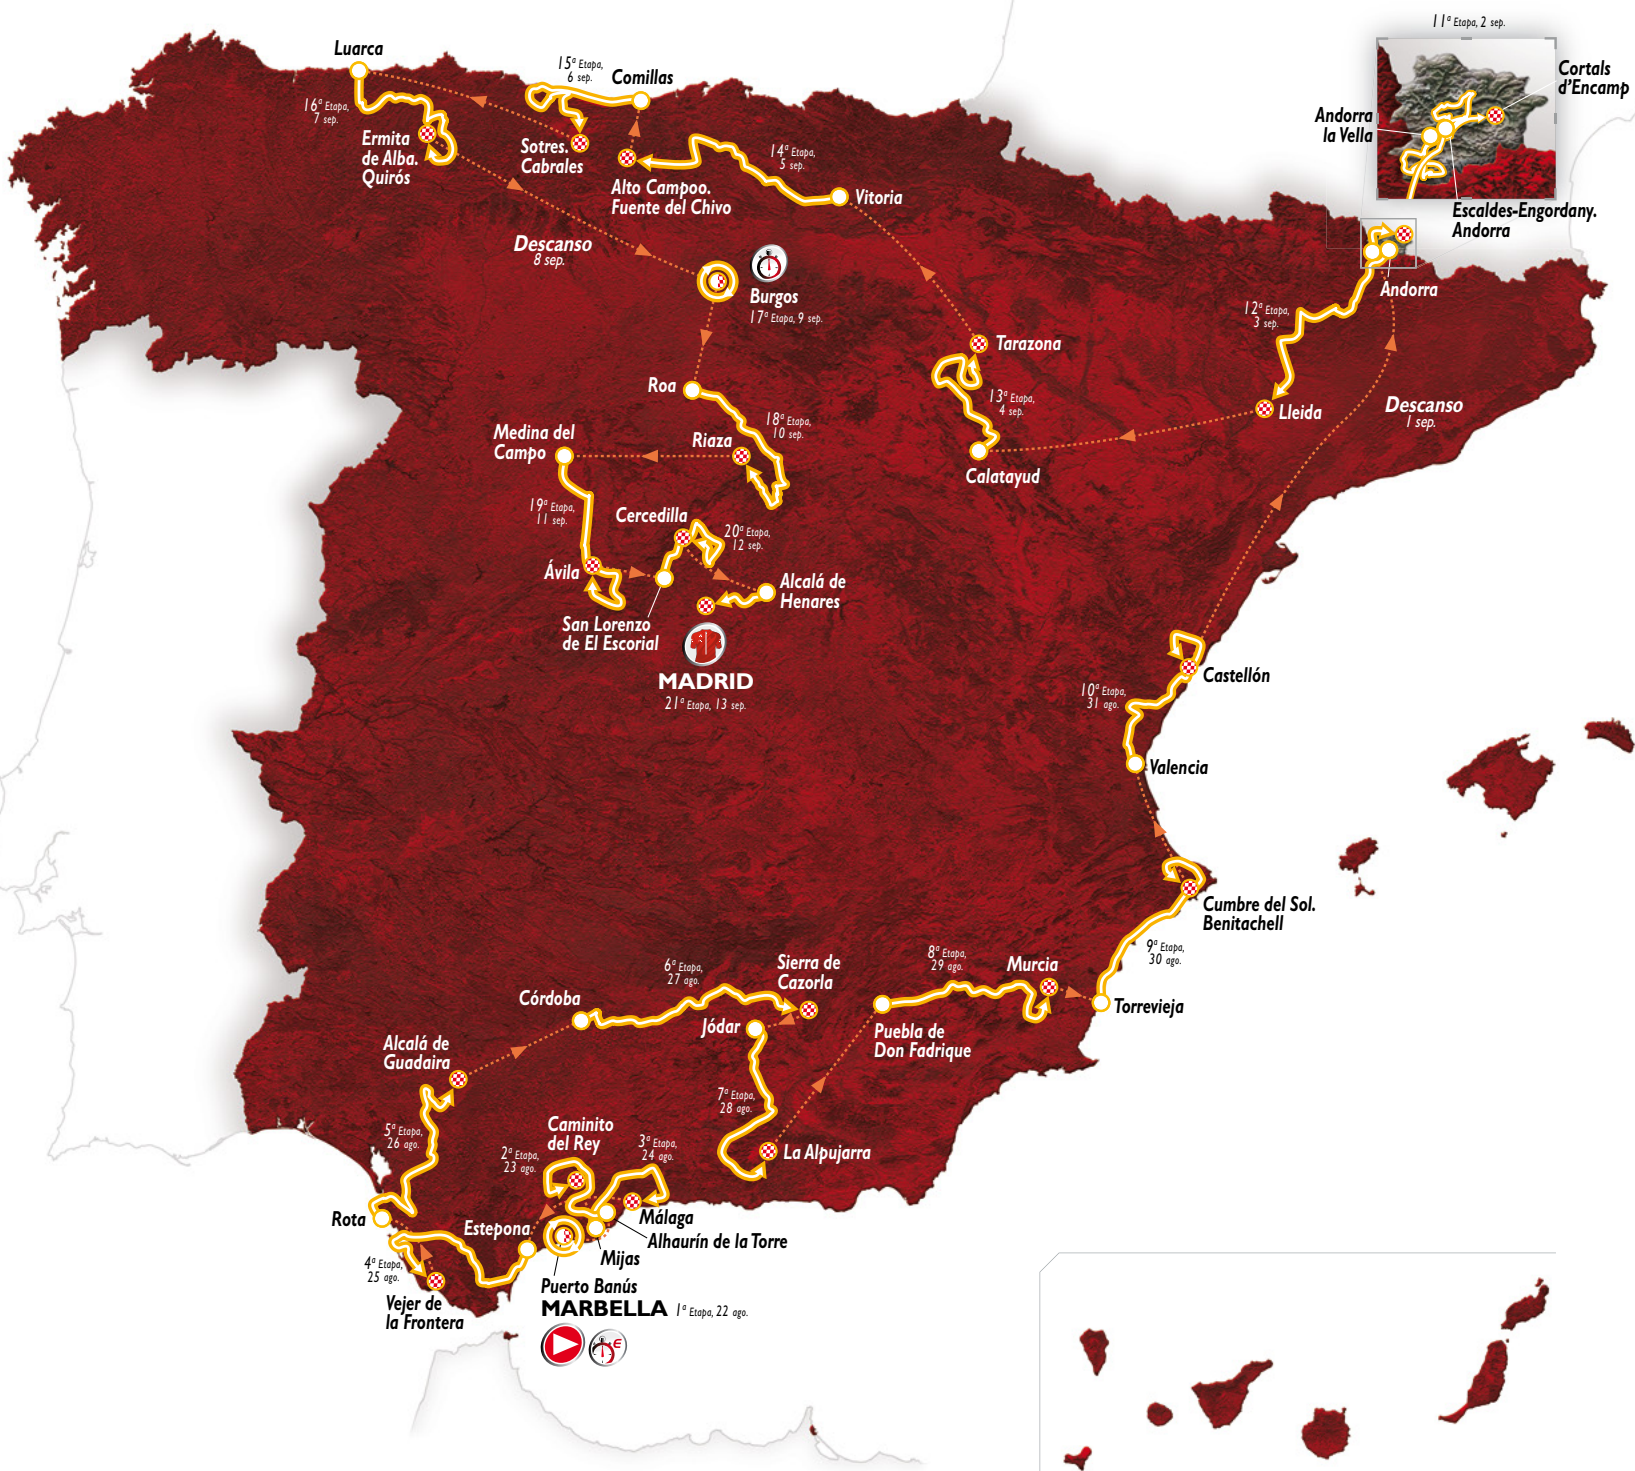 11ª Etapa, 2 sep.
Luarca
15ª Etapa,
6 sep.
Comillas
Cortals
d'Encamp
16ª Etapa,
7 sep.
Andorra
la Vella
Ermita
de Alba.
Quirós
Sotres.
Cabrales
14ª Etapa,
5 sep.
Alto Campoo.
Fuente del Chivo
Vitoria
Escaldes-Engordany.
Andorra
Descanso
8 sep.
Andorra
Burgos
17ª Etapa, 9 sep.
12ª Etapa,
3 sep.
Tarazona
Roa
13ª Etapa,
4 sep.
Lleida
Descanso
1 sep.
18ª Etapa,
10 sep.
Medina del
Campo
Riaza
Calatayud
19ª Etapa,
11 sep.
Cercedilla
20ª Etapa,
12 sep.
Ávila
Alcalá de
Henares
San Lorenzo
de El Escorial
MADRID
21ª Etapa, 13 sep.
Castellón
10ª Etapa,
31 ago.
Valencia
Cumbre del Sol.
Benitachell
9ª Etapa,
30 ago.
8ª Etapa,
29 ago.
Murcia
Torrevieja
6ª Etapa,
27 ago.
Sierra de
Cazorla
Córdoba
Jódar
Puebla de
Don Fadrique
Alcalá de
Guadaira
7ª Etapa,
28 ago.
5ª Etapa,
26 ago.
Caminito
del Rey
2ª Etapa,
23 ago.
3ª Etapa,
24 ago.
La Alpujarra
Rota
Estepona
Málaga
Alhaurín de la Torre
Mijas
4ª Etapa,
25 ago.
Vejer de
la Frontera
Puerto Banús
MARBELLA 1ª Etapa, 22 ago.
E